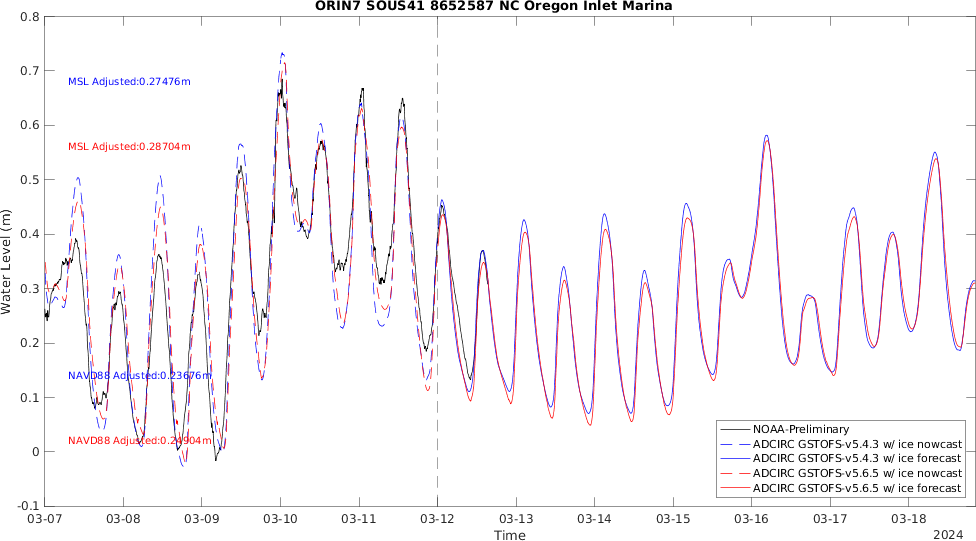 ORIN7 SOUS41 8652587 NC Oregon Inlet Marina
0.8
0.7
0.6
0.5
0.4
0.3
0.2
0.1
0
-0.1
Water Level (m)
MSL Adjusted:0.27476m
MSL Adjusted:0.28704m
NAVD88 Adjusted:0.23676m
NAVD88 Adjusted:0.24904m
NOAA-Preliminary
ADCIRC GSTOFS-v5.4.3 w/ ice nowcast
ADCIRC GSTOFS-v5.4.3 w/ ice forecast
ADCIRC GSTOFS-v5.6.5 w/ ice nowcast
ADCIRC GSTOFS-v5.6.5 w/ ice forecast
03-07 03-08 03-09 03-10 03-11 03-12 03-13 03-14 03-15 03-16 03-17 03-18
Time
2024